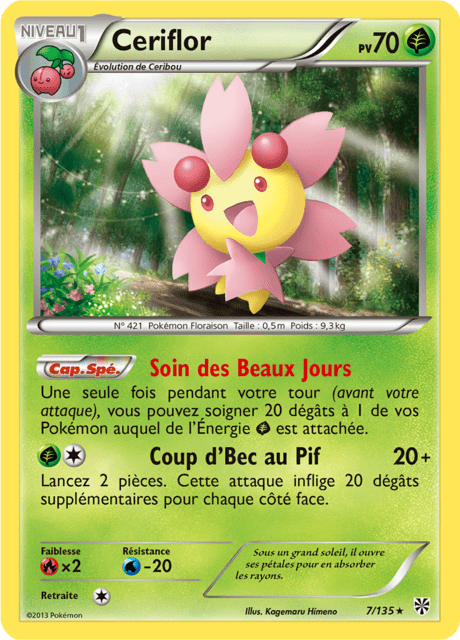 NIVEAU 1
Ceriflor
PV 70
Évolution de Ceribou
N° 421 Pokémon Floraison Taille : 0,5m Poids : 9,3kg
Cap. Spé. Soin des Beaux Jours
Une seule fois pendant votre tour (avant votre
attaque), vous pouvez soigner 20 dégâts à 1 de vos
Pokémon auquel de l'Énergie est attachée.
Coup d'Bec au Pif 20+
Lancez 2 pièces. Cette attaque inflige 20 dégâts
supplémentaires pour chaque côté face.
Faiblesse
×2
Résistance
-20
Retraite
Sous un grand soleil, il ouvre
ses pétales pour en absorber
les rayons.
©2013 Pokémon
Illus. Kagemaru Himeno
7/135★